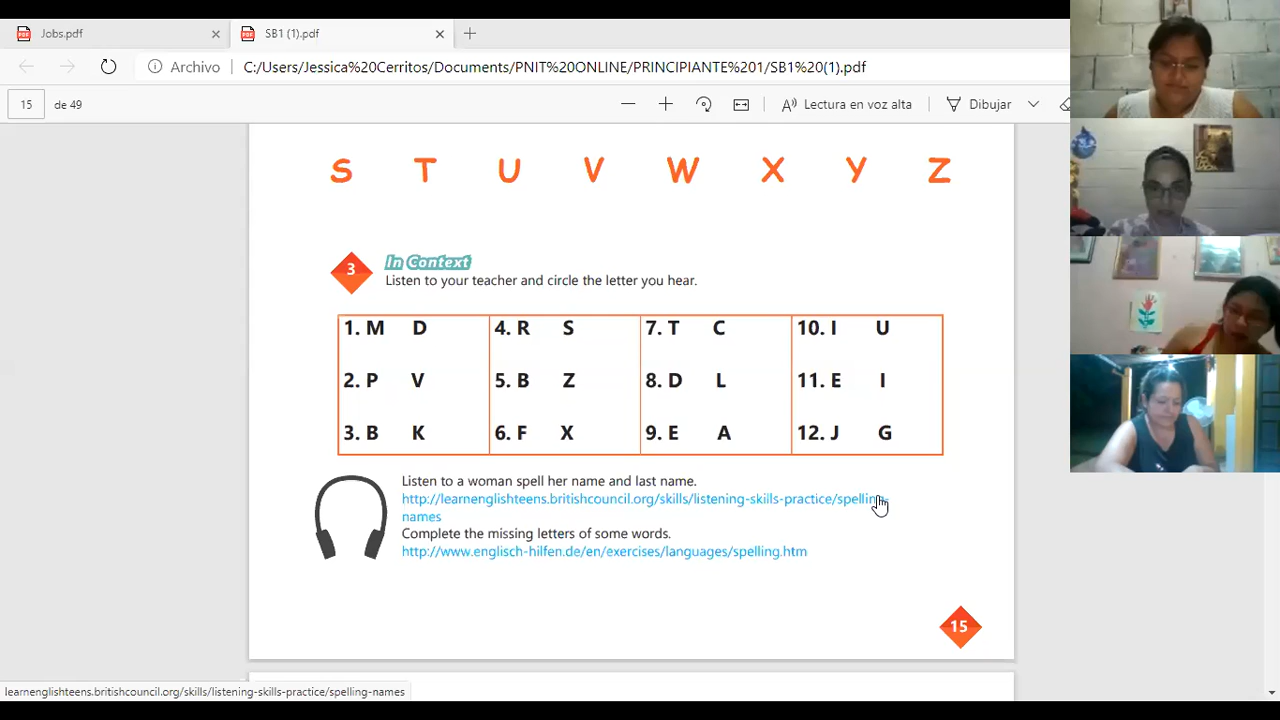 Jobs.pdf
SB1 (1).pdf
Archivo C:/Users/Jessica%20Cerritos/Documents/PNIT%20ONLINE/PRINCIPIANTE%201/SB1%20(1).pdf
15 de 49
Lectura en voz alta
Dibujar
S T U V W X Y Z
3 In Context
Listen to your teacher and circle the letter you hear.
1. M D 4. R S 7. T C 10. I U
2. P V 5. B Z 8. D L 11. E I
3. B K 6. F X 9. E A 12. J G
Listen to a woman spell her name and last name.
http://learnenglishteens.britishcouncil.org/skills/listening-skills-practice/spelling-
names
Complete the missing letters of some words.
http://www.englisch-hilfen.de/en/exercises/languages/spelling.htm
15
learnenglishteens.britishcouncil.org/skills/listening-skills-practice/spelling-names